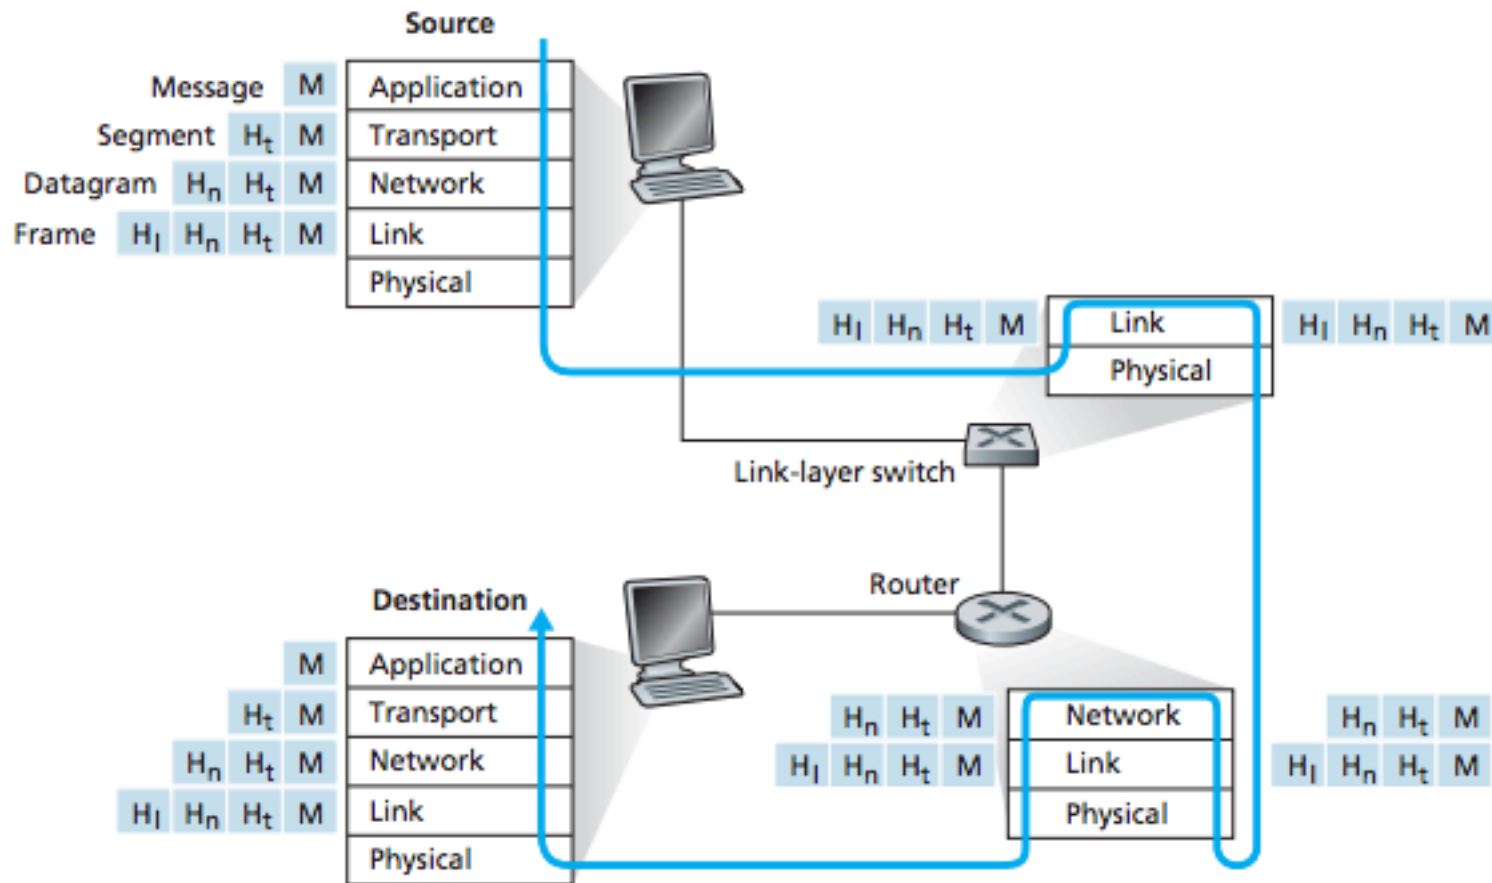 Source
Message M Application
Segment Ht M Transport
Datagram Hn Ht M Network
Frame Hl Hn Ht M Link
Physical
Hl Hn Ht M Link Hl Hn Ht M
Physical
Link-layer switch
Router
Destination
M Application
Ht M Transport
Hn Ht M Network
Hl Hn Ht M Link
Physical
Hn Ht M Network Hn Ht M
Hl Hn Ht M Link Hl Hn Ht M
Physical